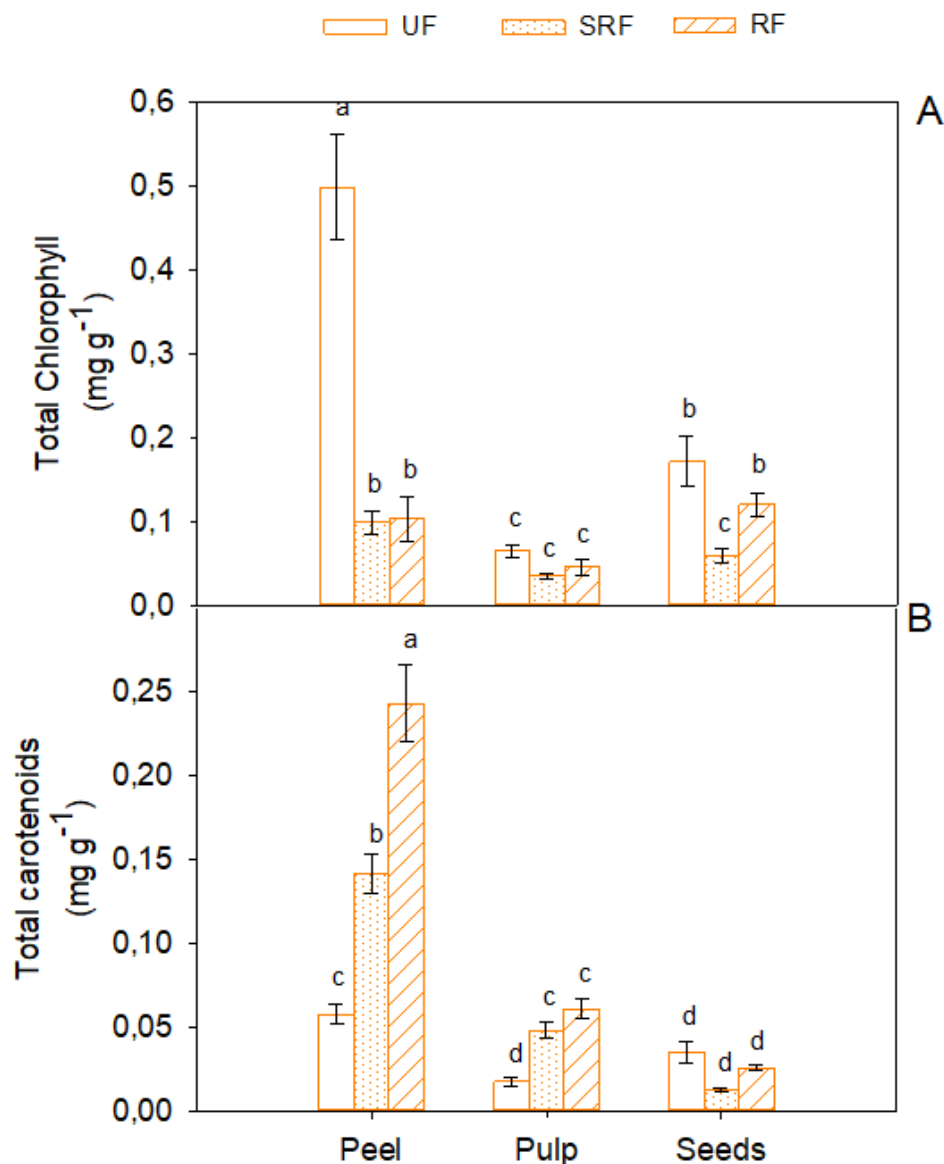 UF SRF RF
A
0,6
0,5
0,4
0,3
0,2
0,1
0,0
Total Chlorophyll
(mg g-1)
a
b b
c c c
b c b
B
0,25
0,20
0,15
0,10
0,05
0,00
Total carotenoids
(mg g-1)
c b a
d c c
d d d
Peel Pulp Seeds